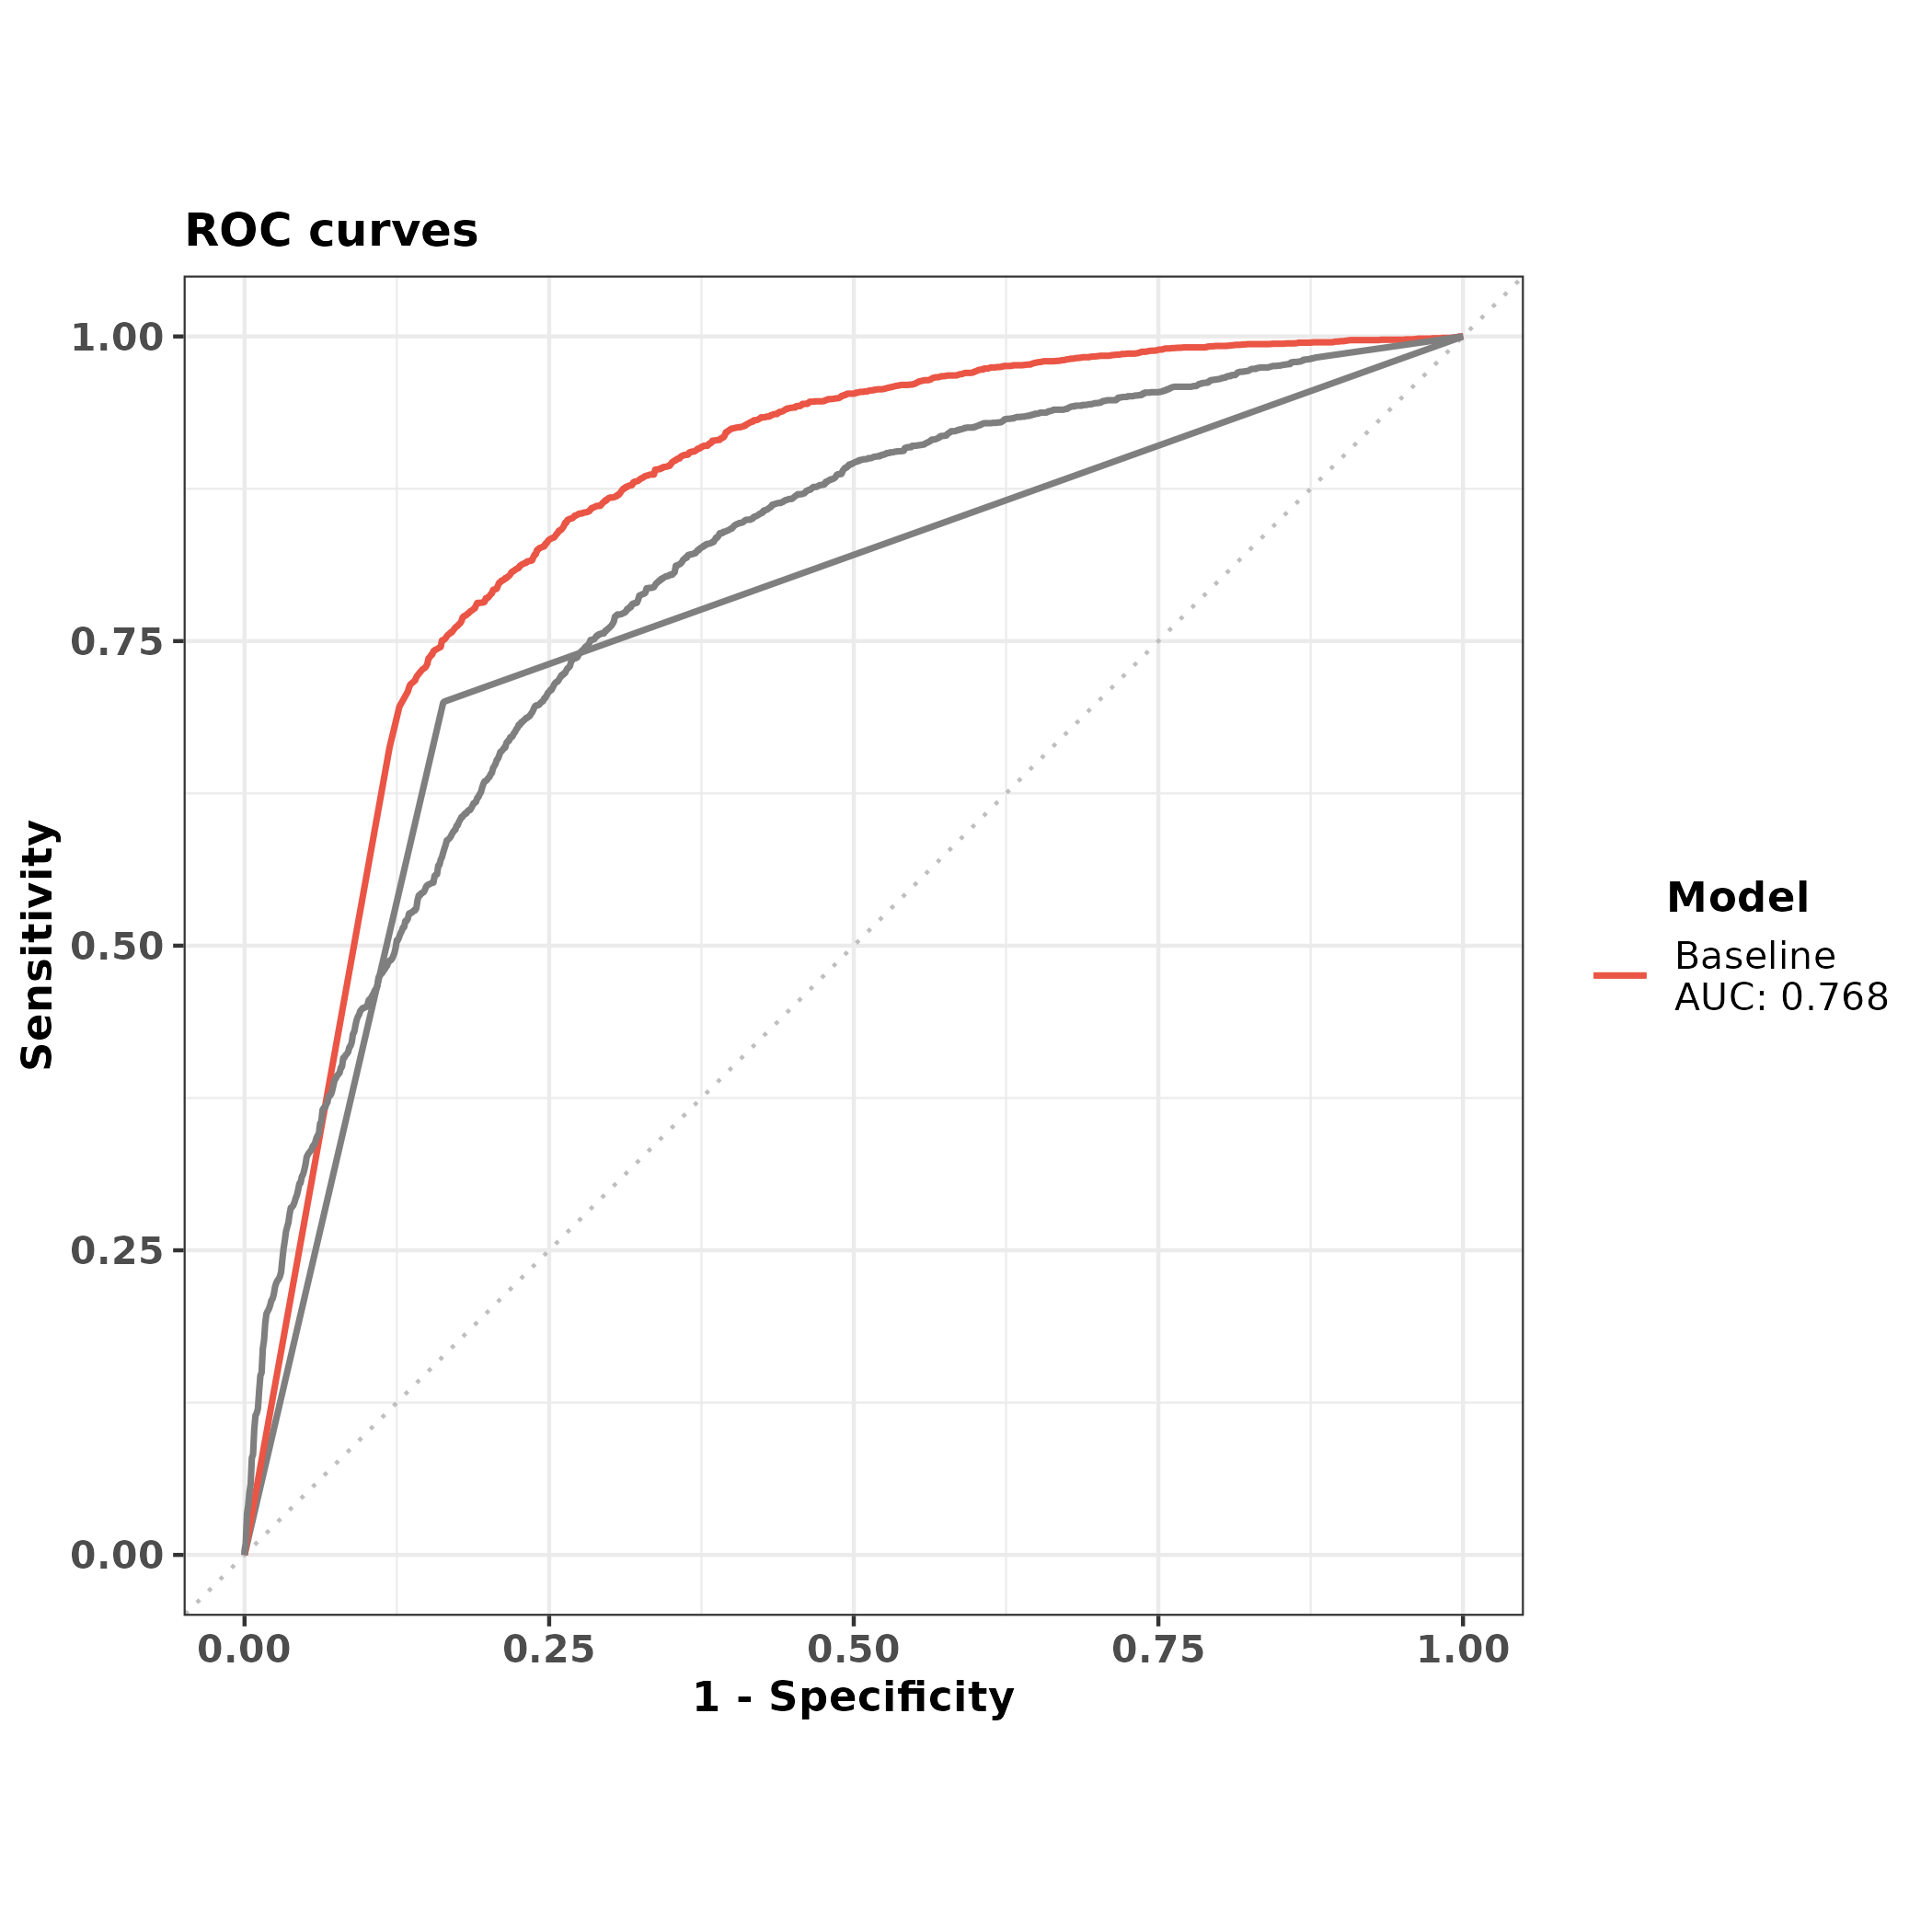 ROC curves
1.00
0.75
0.50
0.25
0.00
Sensitivity
0.00 0.25 0.50 0.75 1.00
1 - Specificity
Model
Baseline
AUC: 0.768